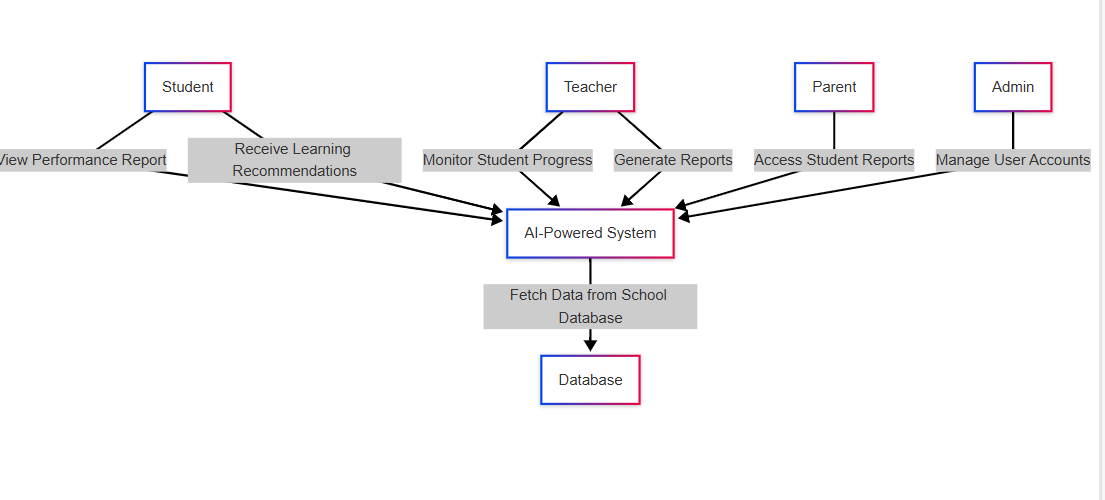 Student
Teacher
Parent
Admin
View Performance Report
Receive Learning
Recommendations
Monitor Student Progress
Generate Reports
Access Student Reports
Manage User Accounts
AI-Powered System
Fetch Data from School
Database
Database